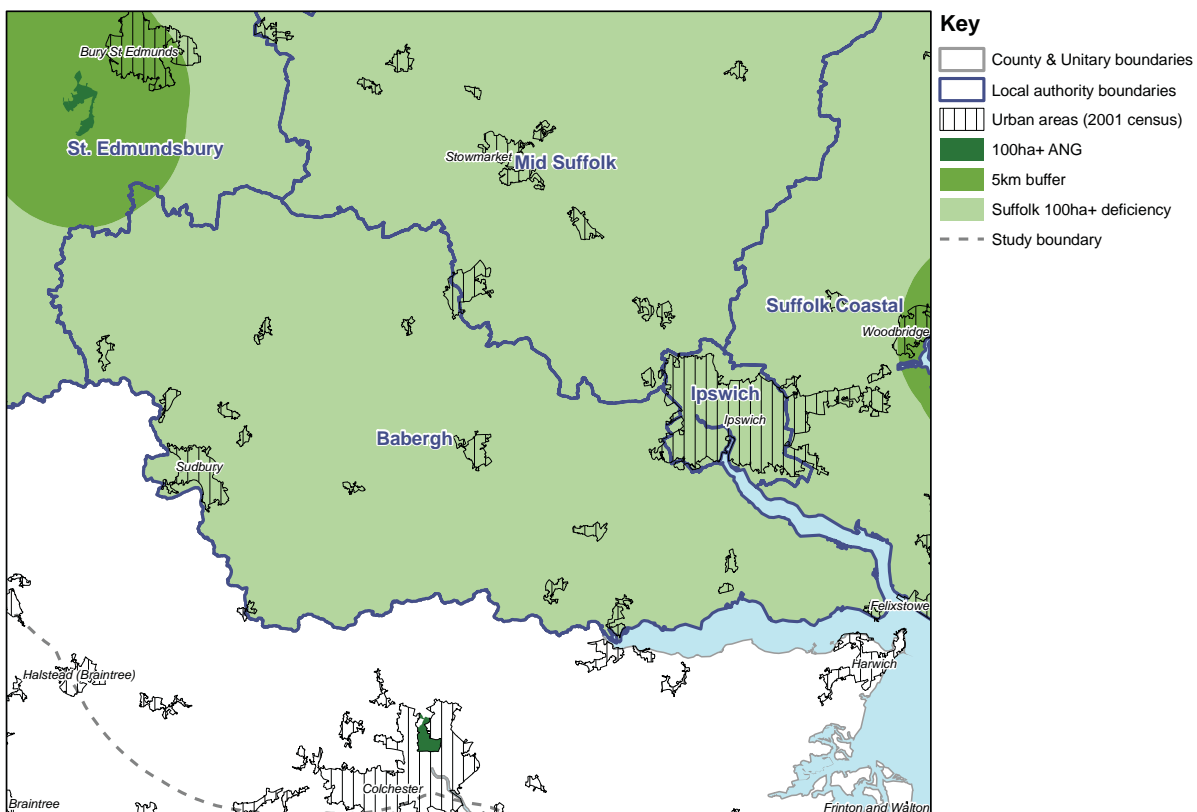 Bury St Edmunds
St. Edmundsbury
Stowmarket
Mid Suffolk
Suffolk Coastal
Woodbridge
Ipswich
Ipswich
Babergh
Sudbury
Felixstowe
Harwich
Halstead (Braintree)
Colchester
Braintree
Frinton and Walton
Key
County & Unitary boundaries
Local authority boundaries
Urban areas (2001 census)
100ha+ ANG
5km buffer
Suffolk 100ha+ deficiency
Study boundary